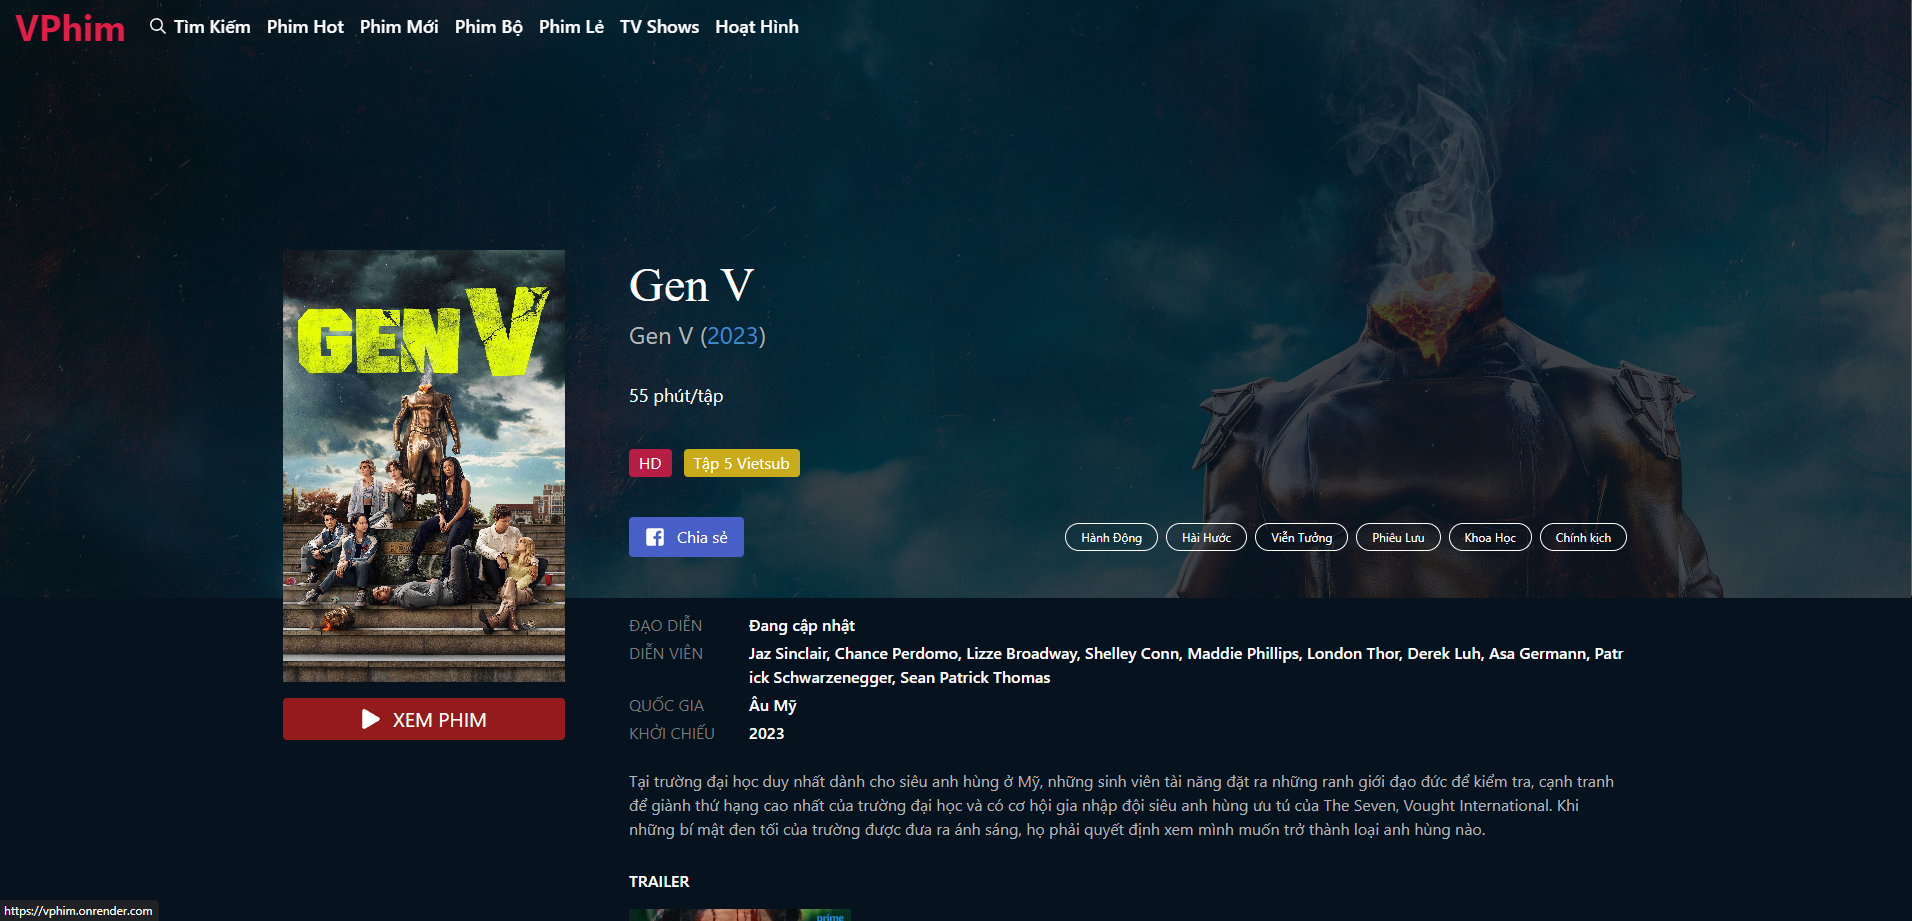 VPhim
Tìm Kiếm Phim Hot Phim Mới Phim Bộ Phim Lẻ TV Shows Hoạt Hình
GEN V
Gen V
Gen V (2023)
55 phút/tập
HD Tập 5 Vietsub
Chia sẻ
Hành Động Hài Hước Viễn Tưởng Phiêu Lưu Khoa Học Chính kịch
XEM PHIM
ĐẠO DIỄN Đang cập nhật
DIỄN VIÊN Jaz Sinclair, Chance Perdomo, Lizze Broadway, Shelley Conn, Maddie Phillips, London Thor, Derek Luh, Asa Germann, Patr
ick Schwarzenegger, Sean Patrick Thomas
QUỐC GIA Âu Mỹ
KHỞI CHIẾU 2023
Tại trường đại học duy nhất dành cho siêu anh hùng ở Mỹ, những sinh viên tài năng đặt ra những ranh giới đạo đức để kiểm tra, cạnh tranh
để giành thứ hạng cao nhất của trường đại học và có cơ hội gia nhập đội siêu anh hùng ưu tú của The Seven, Vought International. Khi
những bí mật đen tối của trường được đưa ra ánh sáng, họ phải quyết định xem mình muốn trở thành loại anh hùng nào.
TRAILER
prime
https://vphim.onrender.com